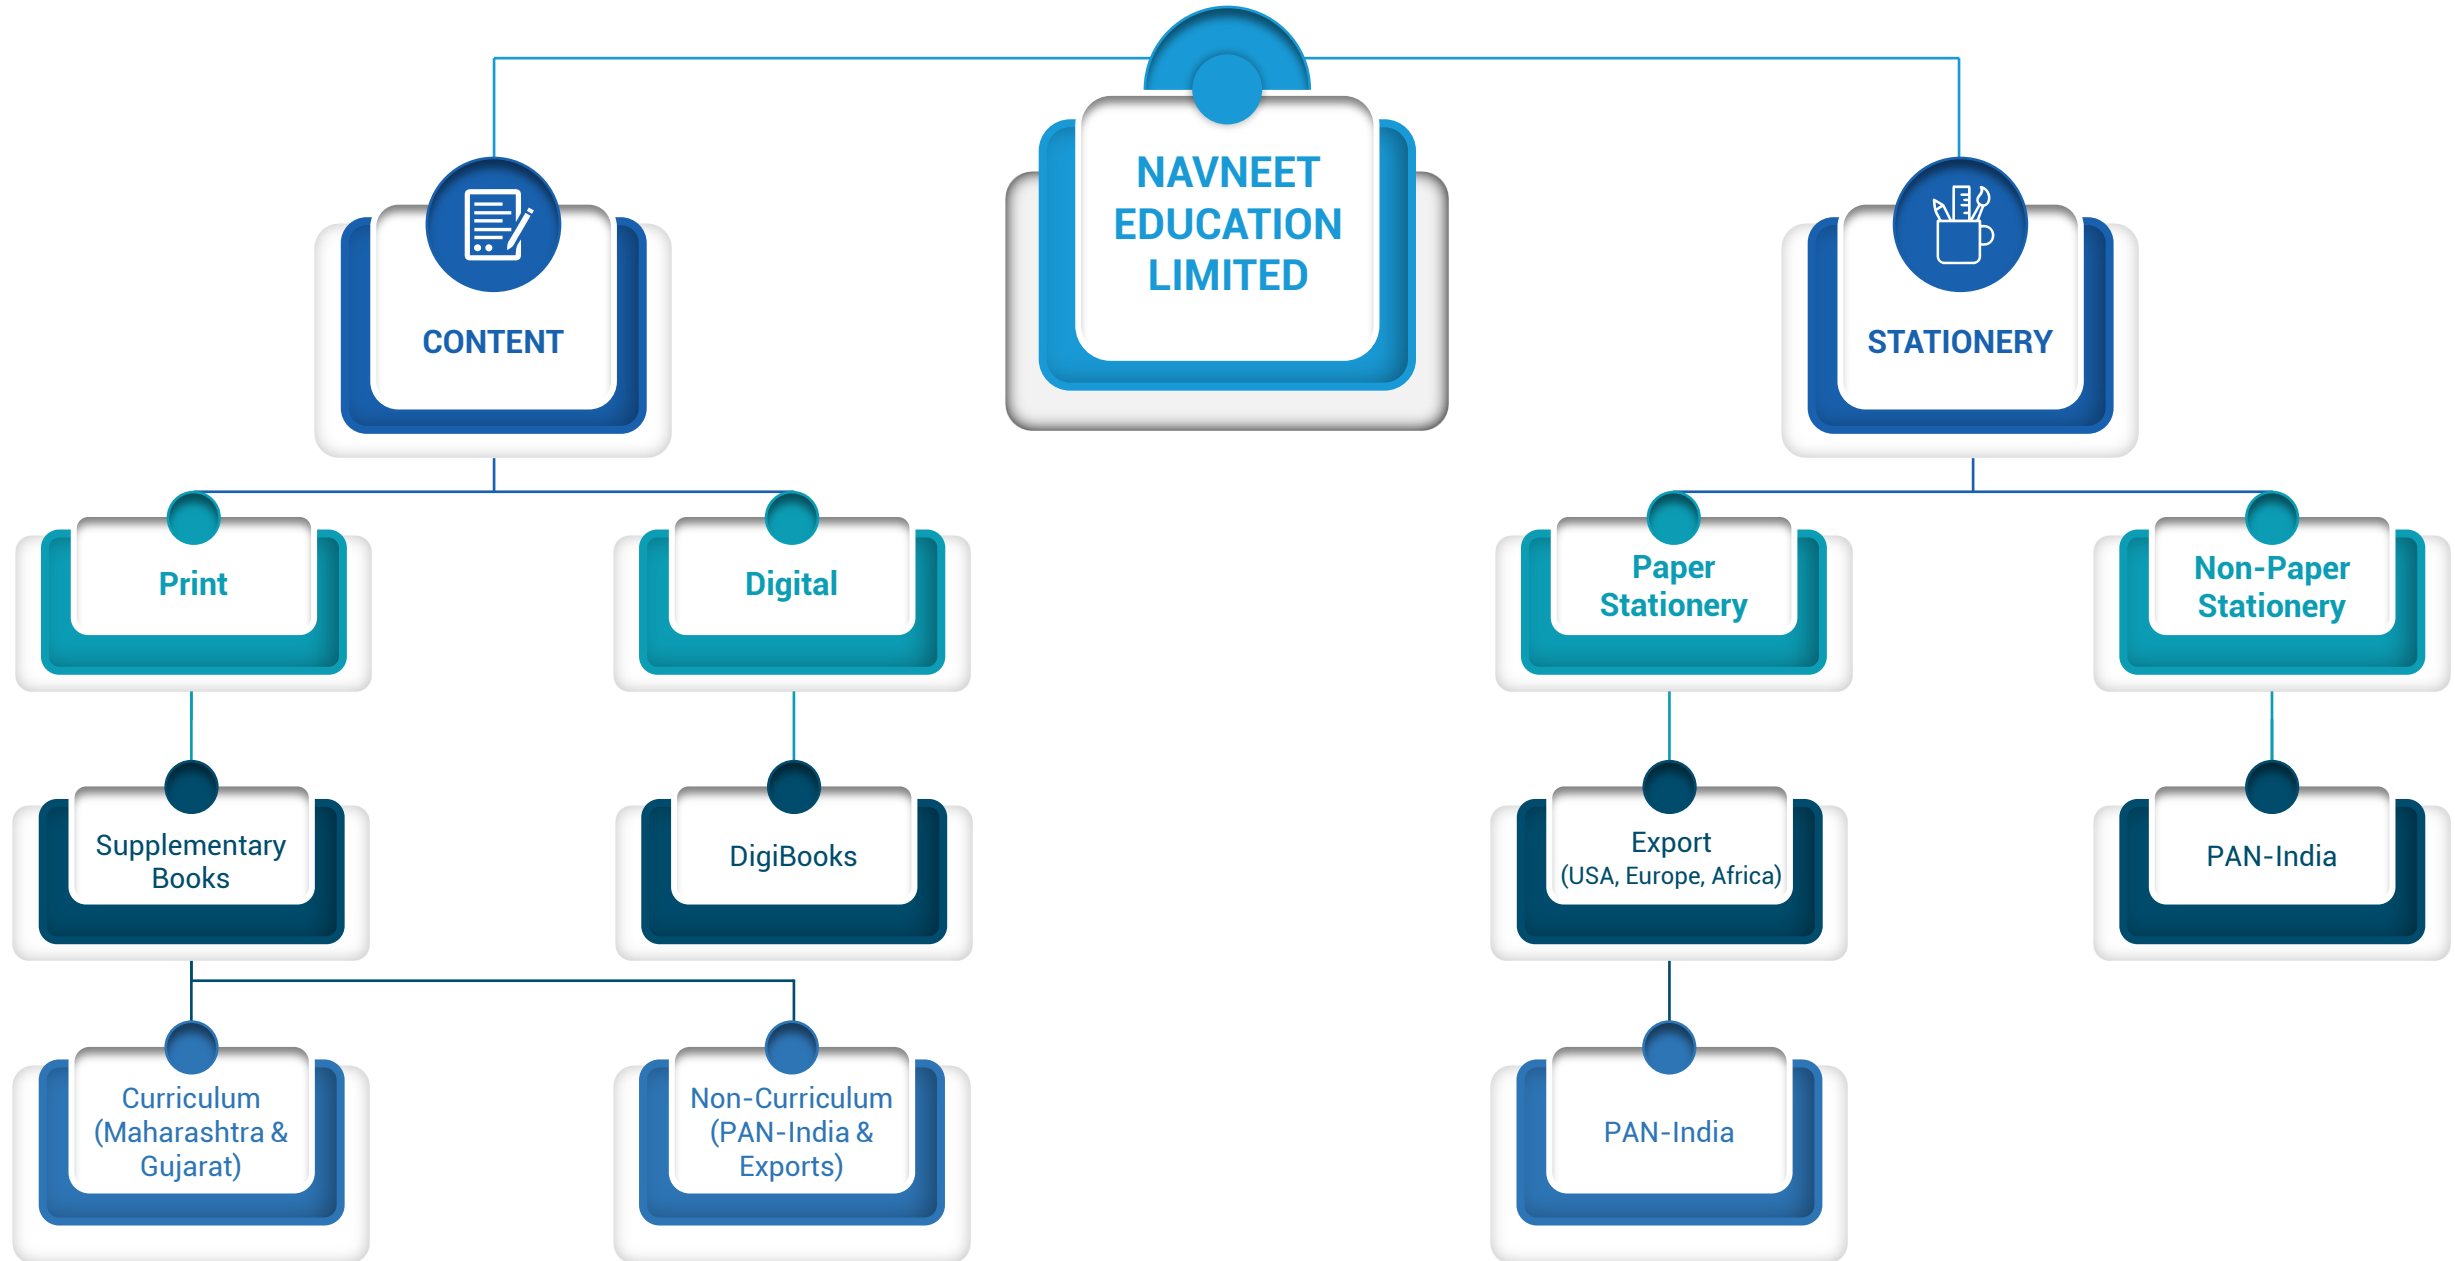 NAVNEET
EDUCATION
LIMITED
CONTENT
STATIONERY
Print
Digital
Paper
Stationery
Non-Paper
Stationery
Supplementary
Books
DigiBooks
Export
(USA, Europe, Africa)
PAN-India
Curriculum
(Maharashtra &
Gujarat)
Non-Curriculum
(PAN-India &
Exports)
PAN-India